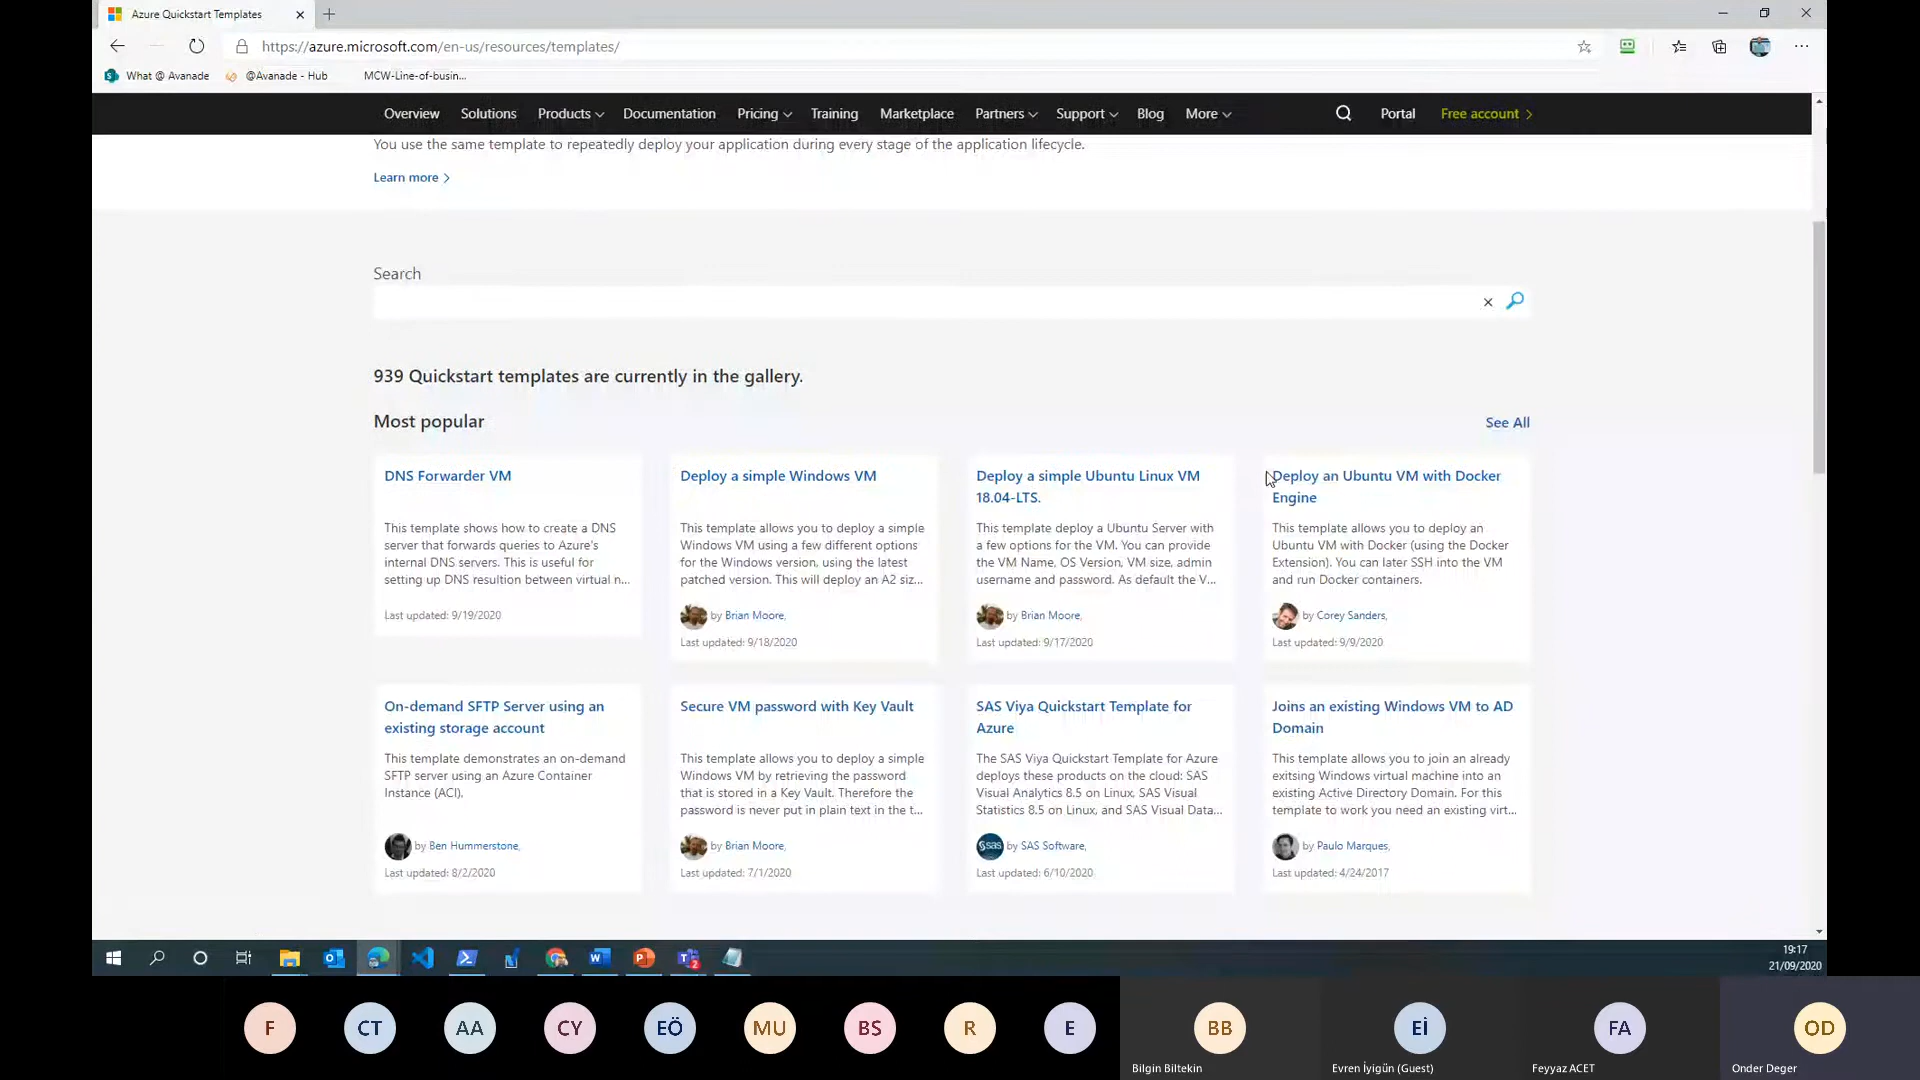 Azure Quickstart Templates
https://azure.microsoft.com/en-us/resources/templates/
What @ Avanade
@Avanade - Hub
MCW-Line-of-busin...
Overview
Solutions
Products
Documentation
Pricing
Training
Marketplace
Partners
Support
Blog
More
Portal
Free account
You use the same template to repeatedly deploy your application during every stage of the application lifecycle.
Learn more
Search
939 Quickstart templates are currently in the gallery.
Most popular
See All
DNS Forwarder VM
This template shows how to create a DNS
server that forwards queries to Azure's
internal DNS servers. This is useful for
setting up DNS resultion between virtual n...
Last updated: 9/19/2020
Deploy a simple Windows VM
This template allows you to deploy a simple
Windows VM using a few different options
for the Windows version, using the latest
patched version. This will deploy an A2 siz...
by Brian Moore,
Last updated: 9/18/2020
Deploy a simple Ubuntu Linux VM
18.04-LTS.
This template deploy a Ubuntu Server with
a few options for the VM. You can provide
the VM Name, OS Version, VM size, admin
username and password. As default the V...
by Brian Moore,
Last updated: 9/17/2020
Deploy an Ubuntu VM with Docker
Engine
This template allows you to deploy an
Ubuntu VM with Docker (using the Docker
Extension). You can later SSH into the VM
and run Docker containers.
by Corey Sanders,
Last updated: 9/9/2020
On-demand SFTP Server using an
existing storage account
This template demonstrates an on-demand
SFTP server using an Azure Container
Instance (ACI).
by Ben Hummerstone,
Last updated: 8/2/2020
Secure VM password with Key Vault
This template allows you to deploy a simple
Windows VM by retrieving the password
that is stored in a Key Vault. Therefore the
password is never put in plain text in the t...
by Brian Moore,
Last updated: 7/1/2020
SAS Viya Quickstart Template for
Azure
The SAS Viya Quickstart Template for Azure
deploys these products on the cloud: SAS
Visual Analytics 8.5 on Linux, SAS Visual
Statistics 8.5 on Linux, and SAS Visual Data...
by SAS Software,
Last updated: 6/10/2020
Joins an existing Windows VM to AD
Domain
This template allows you to join an already
exitsing Windows virtual machine into an
existing Active Directory Domain. For this
template to work you need an existing virt...
by Paulo Marques,
Last updated: 4/24/2017
19:17
21/09/2020
F
CT
AA
CY
EÖ
MU
BS
R
E
BB
Bilgin Biltekin
Eİ
Evren İyigün (Guest)
FA
Feyyaz ACET
OD
Onder Deger